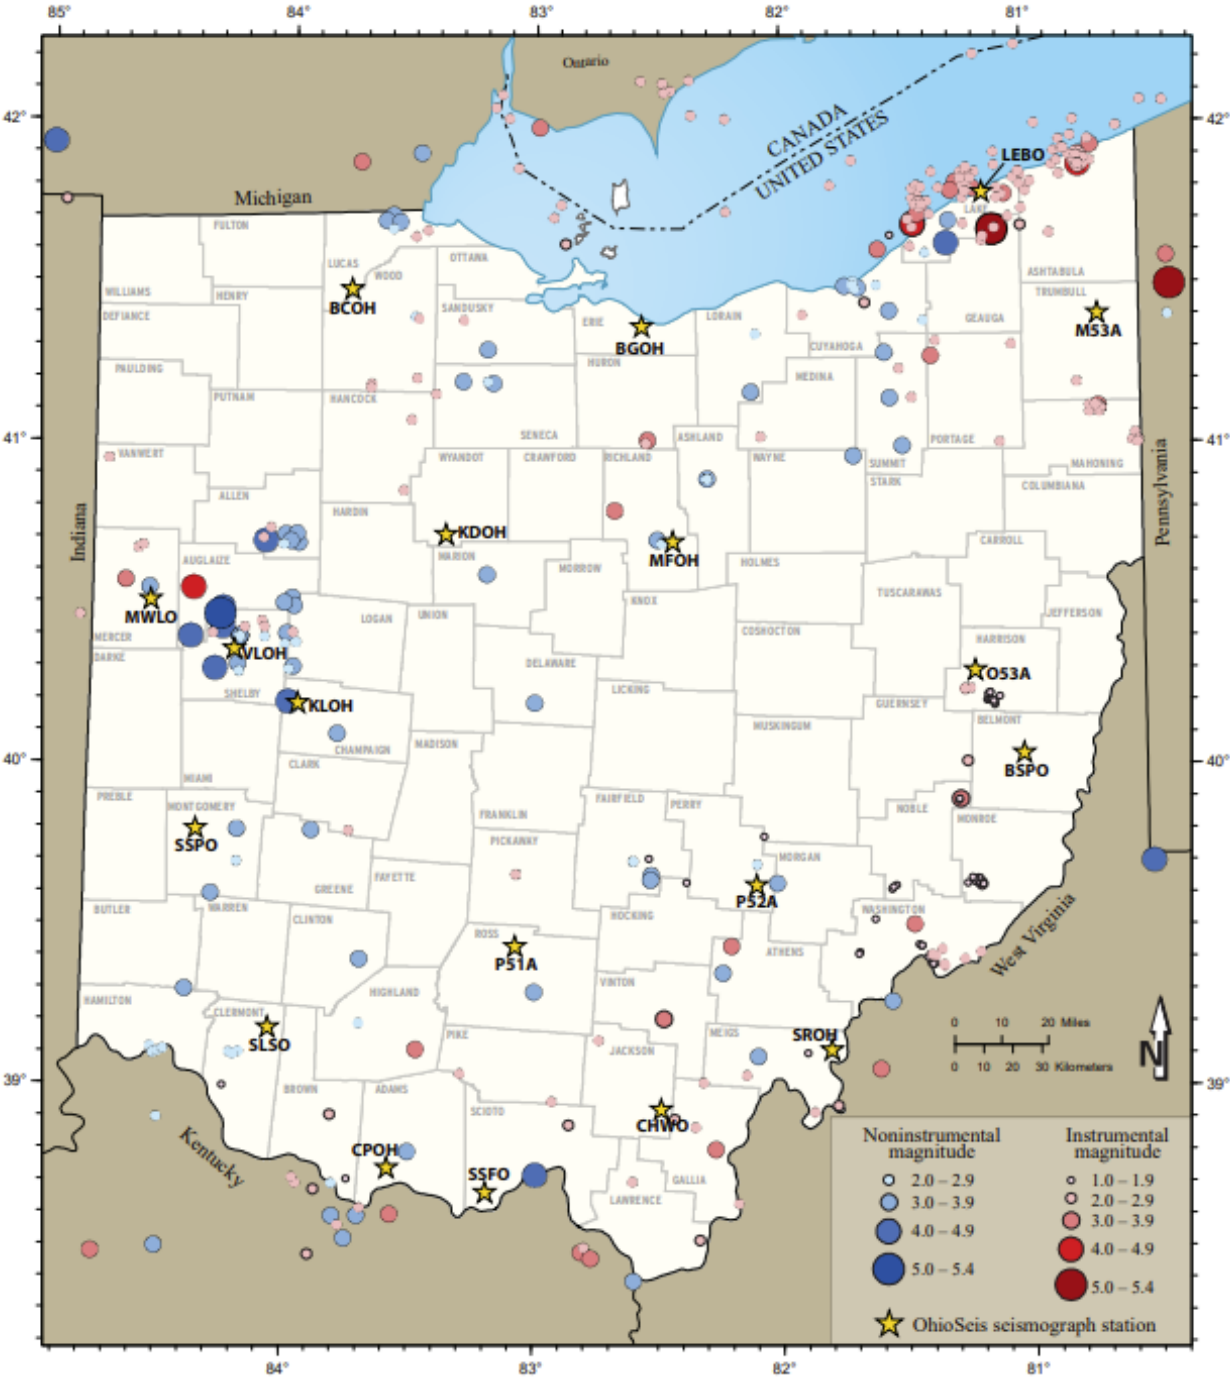 85° 84° 83° 82° 81°
Ontario
42° 42°
CANADA
UNITED STATES
LEBO
Michigan
LAKE
FULTON
LUCAS
WOOD
OTTAWA
ASHTABULA
WILLIAMS
HENRY
BCOH
SANDUSKY
ERIE
BGOH
LORAIN
GEAUGA
TRUMBULL
M53A
DEFIANCE
CUYAHOGA
PAULDING
HURON
MEDINA
PUTNAM
HANCOCK
SENECA
ASHLAND
PORTAGE
41° 41°
VANWERT
WYANDOT
CRAWFORD
RICHLAND
WAYNE
SUMMIT
MAHONING
STARK
COLUMBIANA
Pennsylvania
ALLEN
HARDIN
Indiana
KDOH
MFOH
CARROLL
AUGLAIZE
MARION
MORROW
HOLMES
TUSCARAWAS
MWLO
KNOX
JEFFERSON
MERCER
LOGAN
UNION
COSHOCTON
HARRISON
DARKE
VLOH
DELAWARE
O53A
SHELBY
KLOH
LICKING
GUERNSEY
BELMONT
MUSKINGUM
CHAMPAIGN
MADISON
BSPO
40° 40°
CLARK
MIAMI
PREBLE
MONTGOMERY
FAIRFIELD
PERRY
NOBLE
MONROE
FRANKLIN
SSPO
PICKAWAY
MORGAN
FAYETTE
GREENE
P52A
BUTLER
WARREN
CLINTON
HOCKING
WASHINGTON
ROSS
P51A
ATHENS
West Virginia
VINTON
HAMILTON
HIGHLAND
CLERMONT
SLSO
PIKE
JACKSON
MEIGS
SROH
0 10 20 Miles
0 10 20 30 Kilometers
N
39° 39°
BROWN
ADAMS
SCIOTO
CHWO
Kentucky
CPOH
SSFO
GALLIA
LAWRENCE
Noninstrumental
magnitude
2.0 – 2.9
3.0 – 3.9
4.0 – 4.9
5.0 – 5.4
Instrumental
magnitude
1.0 – 1.9
2.0 – 2.9
3.0 – 3.9
4.0 – 4.9
5.0 – 5.4
OhioSeis seismograph station
84° 83° 82° 81°